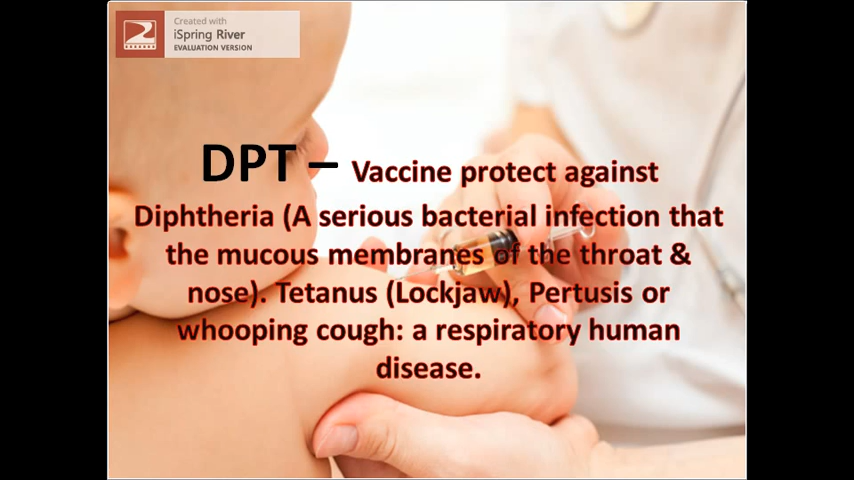 Created with
iSpring River
EVALUATION VERSION
DPT – Vaccine protect against
Diphtheria (A serious bacterial infection that
the mucous membranes of the throat &
nose). Tetanus (Lockjaw), Pertusis or
whooping cough: a respiratory human
disease.